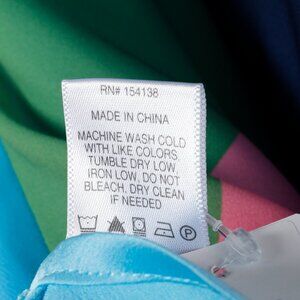 RN# 154138
MADE IN CHINA
MACHINE WASH COLD
WITH LIKE COLORS,
TUMBLE DRY LOW,
IRON LOW, DO NOT
BLEACH, DRY CLEAN
IF NEEDED
P